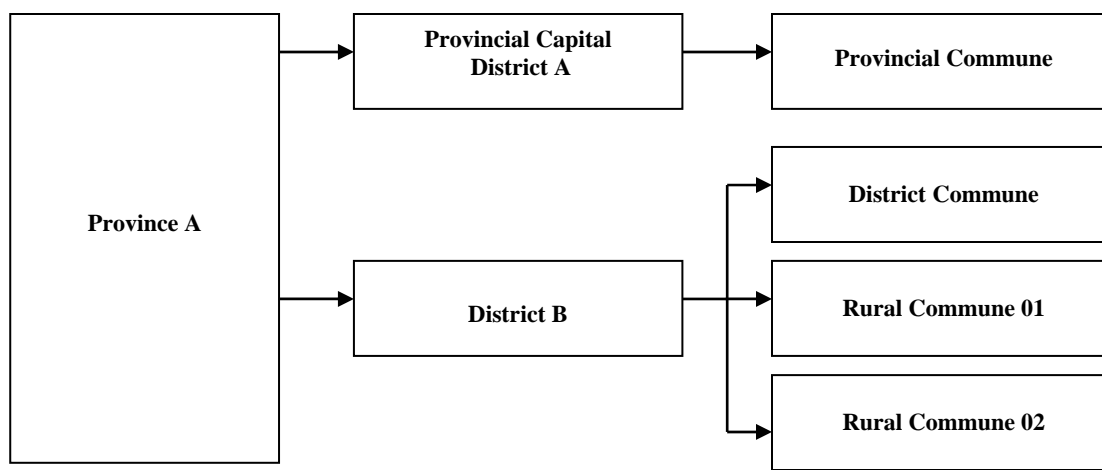 Province A
Provincial Capital
District A
Provincial Commune
District B
District Commune
Rural Commune 01
Rural Commune 02